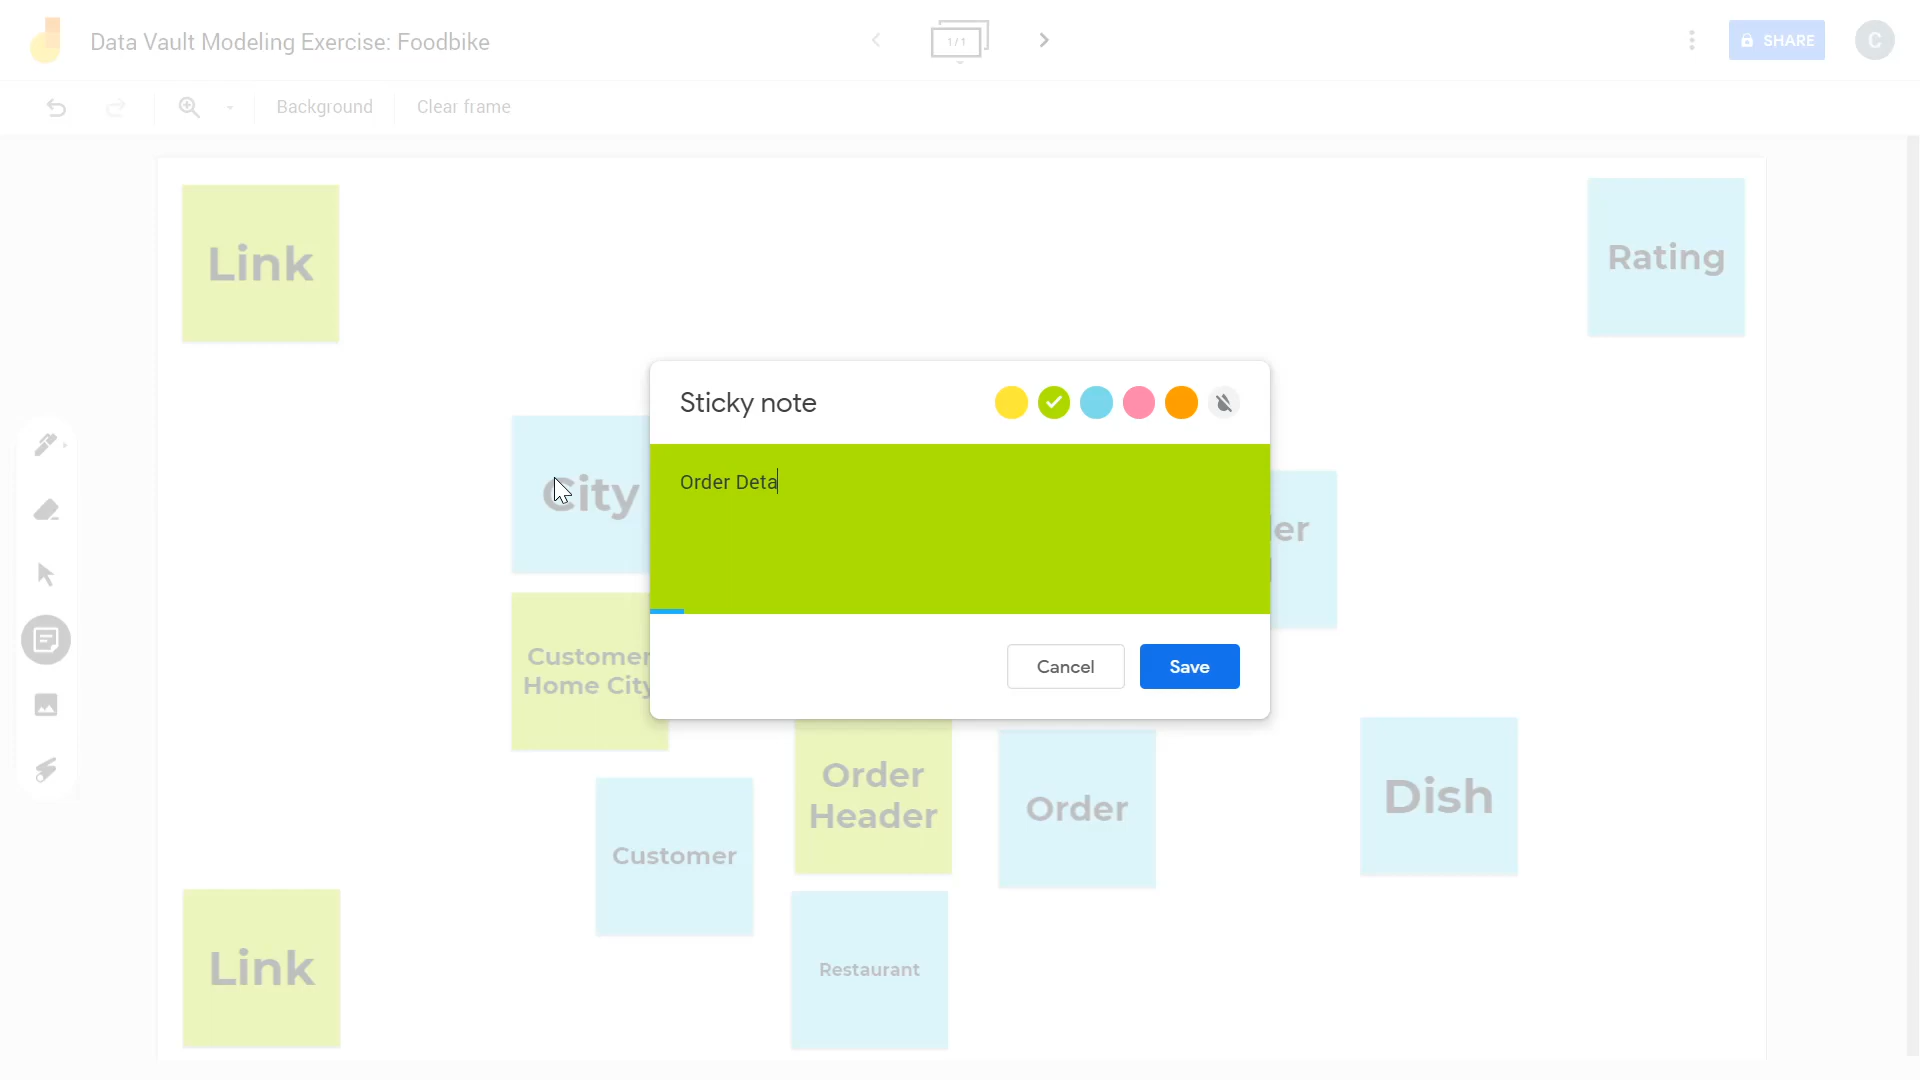 Data Vault Modeling Exercise: Foodbike
1/1
SHARE
C
Background
Clear frame
Link
Rating
Sticky note
Order Deta
City
er
Customer
Home City
Cancel
Save
Order
Header
Order
Dish
Customer
Link
Restaurant